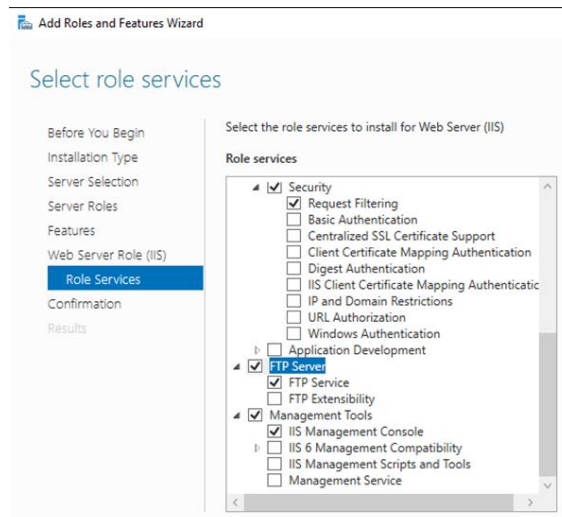 Add Roles and Features Wizard
Select role services
Before You Begin
Installation Type
Server Selection
Server Roles
Features
Web Server Role (IIS)
Role Services
Confirmation
Results
Select the role services to install for Web Server (IIS)
Role services
Security
Request Filtering
Basic Authentication
Centralized SSL Certificate Support
Client Certificate Mapping Authentication
Digest Authentication
IIS Client Certificate Mapping Authenticatic
IP and Domain Restrictions
URL Authorization
Windows Authentication
Application Development
FTP Server
FTP Service
FTP Extensibility
Management Tools
IIS Management Console
IIS 6 Management Compatibility
IIS Management Scripts and Tools
Management Service